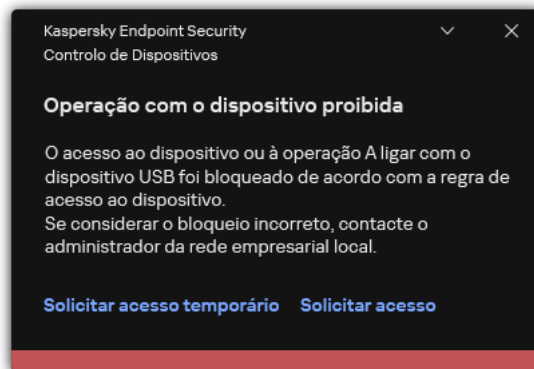 Kaspersky Endpoint Security
Controlo de Dispositivos
Operação com o dispositivo proibida
O acesso ao dispositivo ou à operação A ligar com o
dispositivo USB foi bloqueado de acordo com a regra de
acesso ao dispositivo.
Se considerar o bloqueio incorreto, contacte o
administrador da rede empresarial local.
Solicitar acesso temporário Solicitar acesso